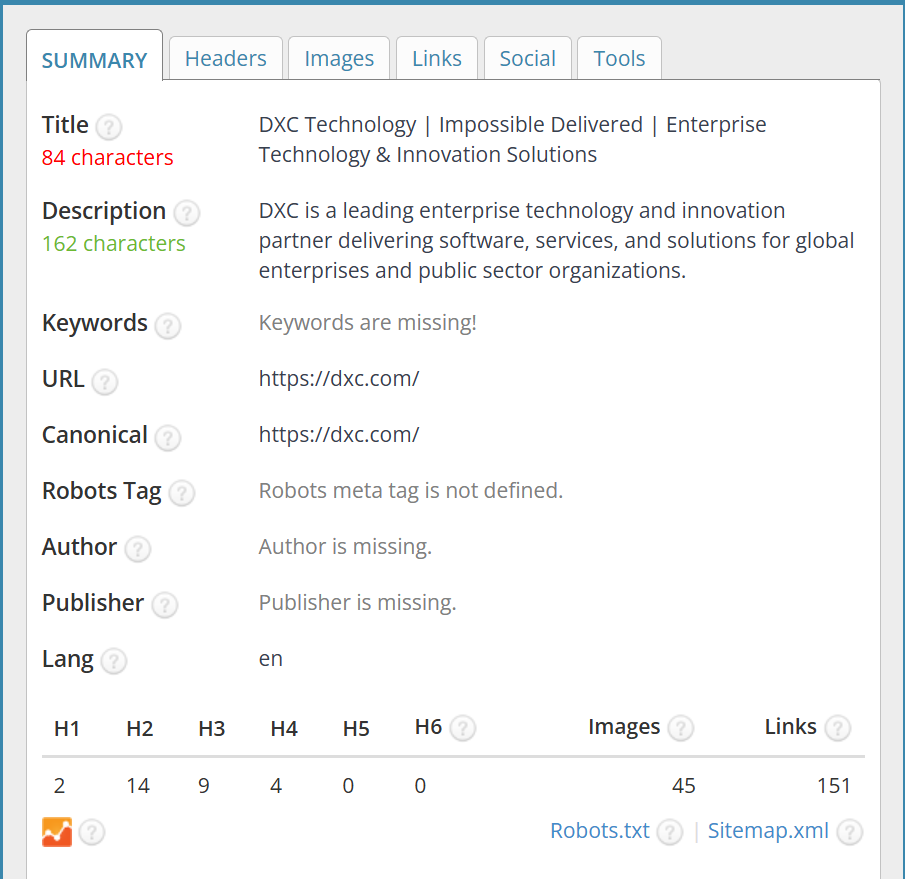 SUMMARY Headers Images Links Social Tools
Title ? DXC Technology | Impossible Delivered | Enterprise
84 characters Technology & Innovation Solutions
Description ? DXC is a leading enterprise technology and innovation
162 characters partner delivering software, services, and solutions for global
enterprises and public sector organizations.
Keywords ? Keywords are missing!
URL ? https://dxc.com/
Canonical ? https://dxc.com/
Robots Tag ? Robots meta tag is not defined.
Author ? Author is missing.
Publisher ? Publisher is missing.
Lang ? en
H1 H2 H3 H4 H5 H6 ? Images ? Links ?
2 14 9 4 0 0 45 151
? Robots.txt ? | Sitemap.xml ?